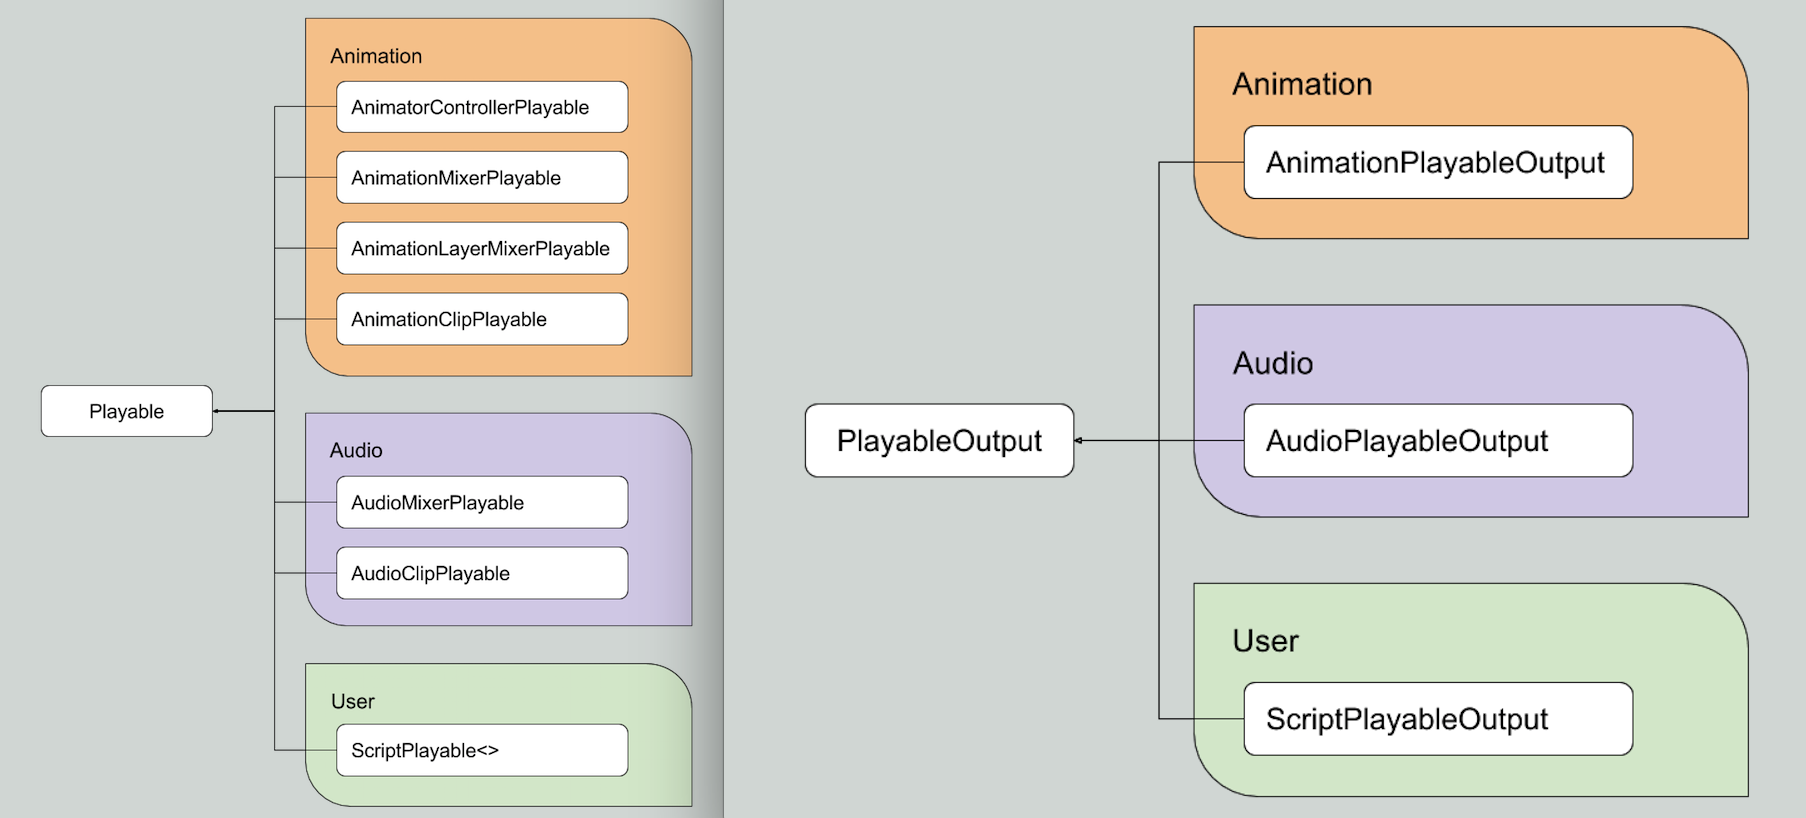 Animation
AnimatorControllerPlayable
AnimationMixerPlayable
AnimationLayerMixerPlayable
AnimationClipPlayable
Playable
Audio
AudioMixerPlayable
AudioClipPlayable
User
ScriptPlayable<>
Animation
AnimationPlayableOutput
Audio
PlayableOutput
AudioPlayableOutput
User
ScriptPlayableOutput